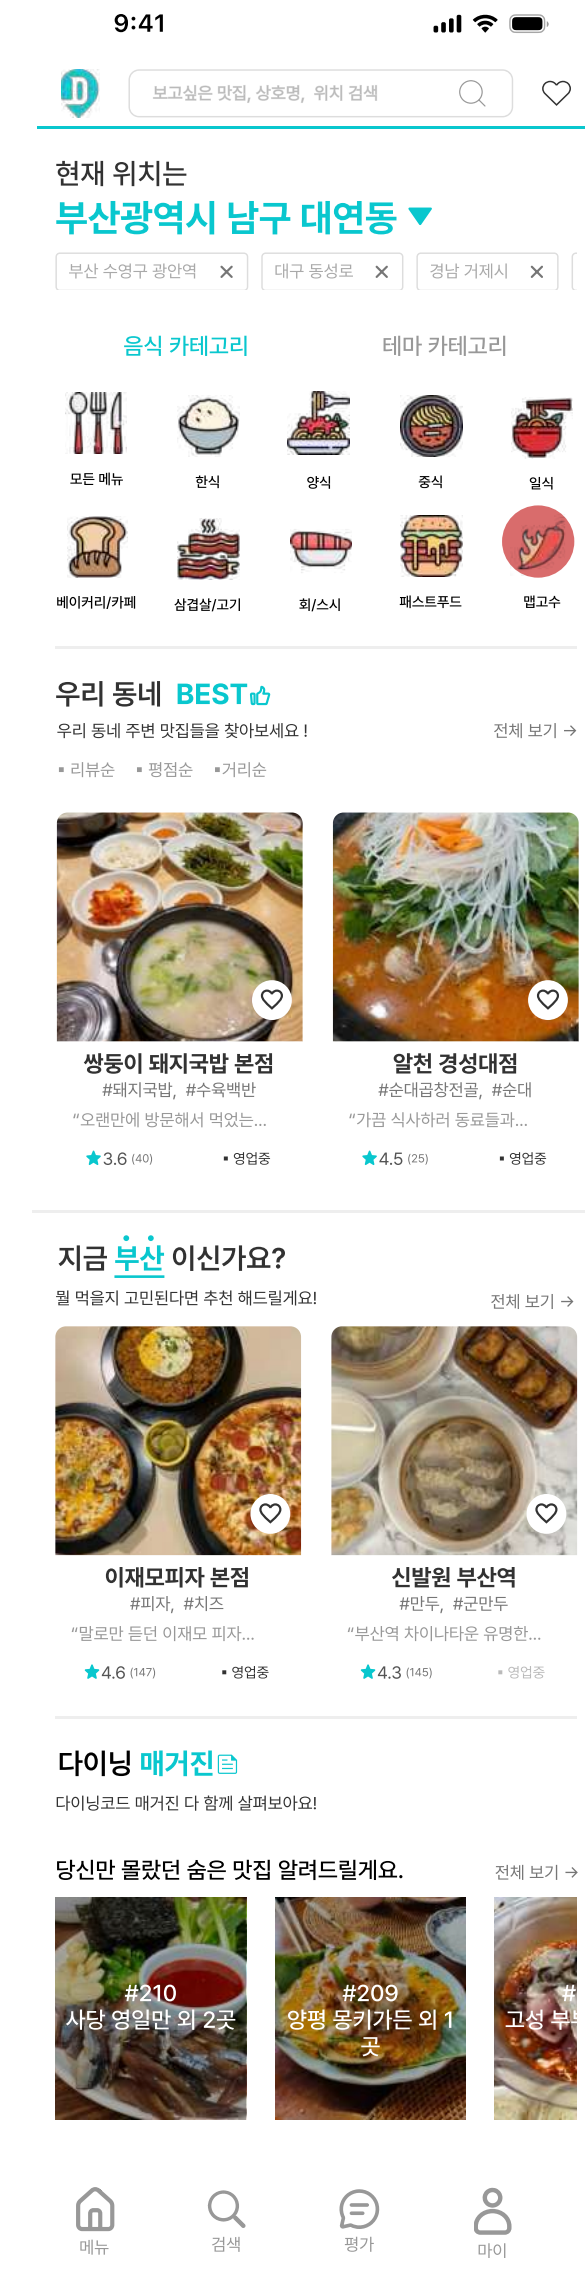 9:41
D
보고싶은 맛집, 상호명, 위치 검색
현재 위치는
부산광역시 남구 대연동 ▼
부산 수영구 광안역 ✕ 대구 동성로 ✕ 경남 거제시 ✕
음식 카테고리 테마 카테고리
모든 메뉴 한식 양식 중식 일식
베이커리/카페 삼겹살/고기 회/스시 패스트푸드 맵고수
우리 동네 BEST
우리 동네 주변 맛집들을 찾아보세요 ! 전체 보기 →
▪ 리뷰순 ▪ 평점순 ▪거리순
쌍둥이 돼지국밥 본점
#돼지국밥, #수육백반
“오랜만에 방문해서 먹었는...
★3.6 (40) ▪ 영업중
알천 경성대점
#순대곱창전골, #순대
“가끔 식사하러 동료들과...
★4.5 (25) ▪ 영업중
지금 부산 이신가요?
뭘 먹을지 고민된다면 추천 해드릴게요! 전체 보기 →
이재모피자 본점
#피자, #치즈
“말로만 듣던 이재모 피자...
★4.6 (147) ▪ 영업중
신발원 부산역
#만두, #군만두
“부산역 차이나타운 유명한...
★4.3 (145) ▪ 영업중
다이닝 매거진
다이닝코드 매거진 다 함께 살펴보아요!
당신만 몰랐던 숨은 맛집 알려드릴게요. 전체 보기 →
#210
사당 영일만 외 2곳
#209
양평 몽키가든 외 1
곳
#
고성
메뉴 검색 평가 마이